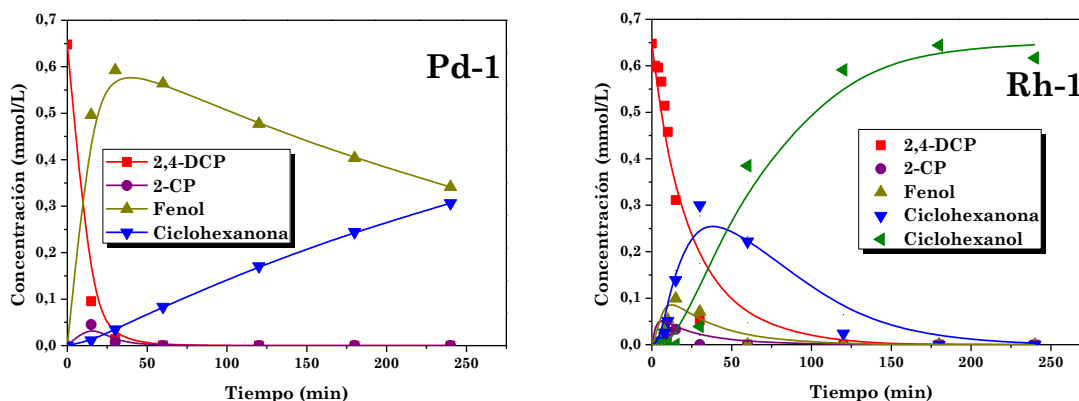 Pd-1
Concentración (mmol/L)
0,7
0,6
0,5
0,4
0,3
0,2
0,1
0,0
2,4-DCP
2-CP
Fenol
Ciclohexanona
0 50 100 150 200 250
Tiempo (min)
Rh-1
Concentración (mmol/L)
0,7
0,6
0,5
0,4
0,3
0,2
0,1
0,0
2,4-DCP
2-CP
Fenol
Ciclohexanona
Ciclohexanol
0 50 100 150 200 250
Tiempo (min)